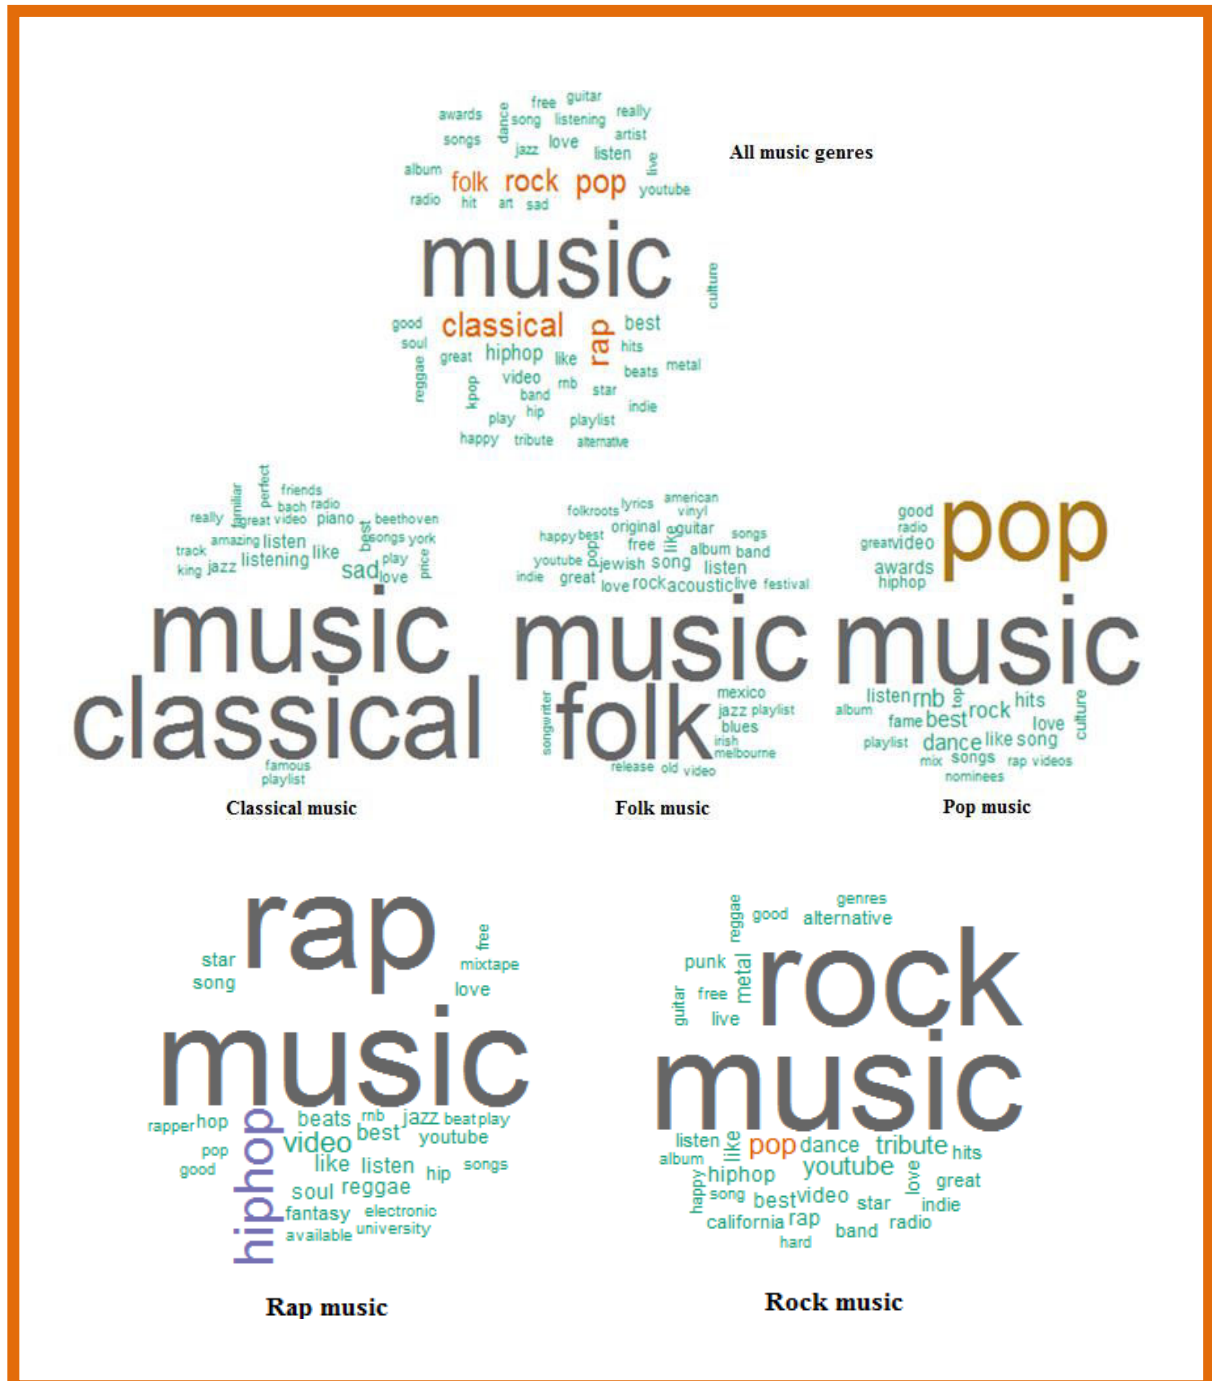 free guitar
awards dance song listening really
songs jazz love artist
listen live
album folk rock pop youtube
radio hit art sad
All music genres
music
culture
good classical rap best
soul great hiphop like hits
reggae kpop video rnb star beats metal
band indie
play hip playlist
happy tribute alternative
familiar perfect friends
bach radio
really great video piano best beethoven
amazing listen songs york
track listening like play price
king jazz sad love
music
classical
famous
playlist
Classical music
american
folkroots lyrics vinyl
original like guitar
happy best free songs
youtube pop jewish song album band
listen
indie great love rock acoustic live festival
music
songwriter folk mexico
jazz playlist
blues
irish
melbourne
release old video
Folk music
good pop
radio
great video
awards
hiphop
music
listen rnb top rock hits culture
album fame best love
playlist dance like song
mix songs rap videos
nominees
Pop music
rap
star free
song mixtape
love
music
rapper hop hiphop beats rnb jazz beat play
pop video best youtube
good like listen hip songs
soul reggae
fantasy electronic
available university
Rap music
reggae good genres
alternative
punk metal rock
guitar free
live
music
listen like pop dance tribute hits
album youtube love
happy hiphop great
song best video star indie
california rap band radio
hard
Rock music